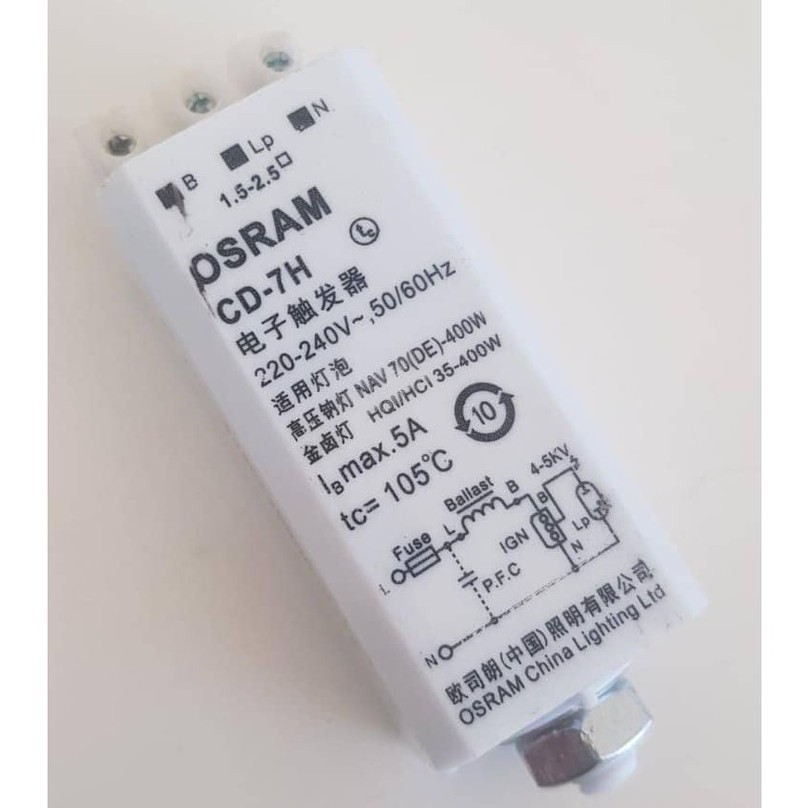 B Lp N
1.5-2.5□
OSRAM
CD-7H
tc
电子触发器
220-240V~,50/60Hz
适用灯泡
高压钠灯 NAV 70(DE)-400W
金卤灯 HQI/HCI 35-400W
IB max.5A
10
tc= 105℃
Fuse L Ballast B B 4-5KV
L
IGN Lp
P.F.C N
N
欧司朗(中国)照明有限公司
OSRAM China Lighting Ltd